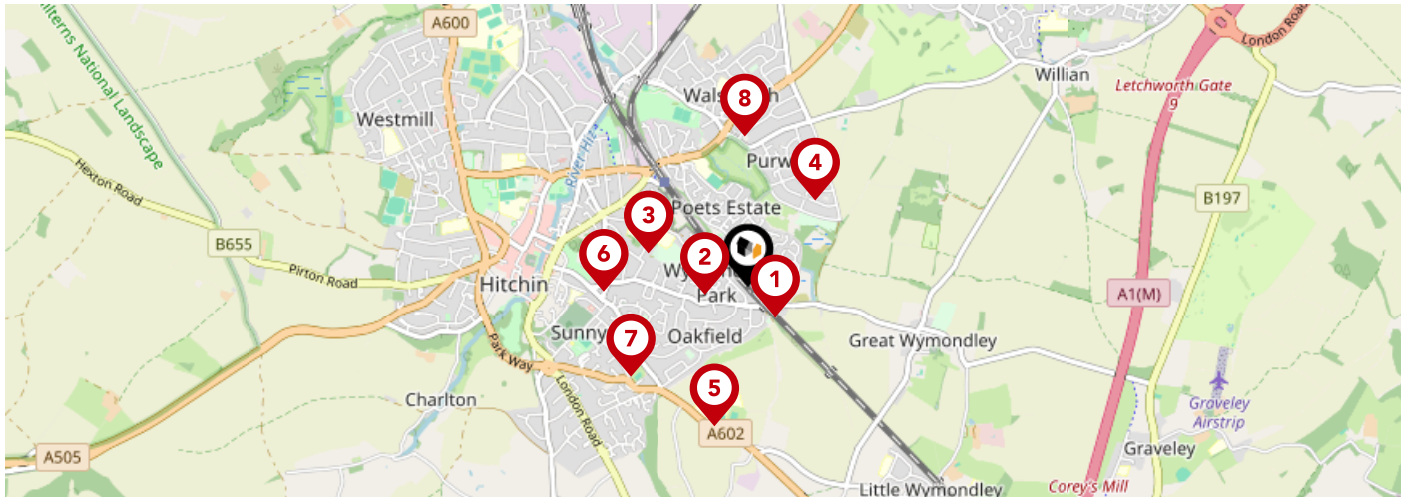 A600
Chilterns National Landscape
Westmill
Hexton Road
B655
Pirton Road
Hitchin
River Hiz
Park Way
London Road
Charlton
A505
8
Purw
4
Poets Estate
3
2
6
1
Park
Sunny
7
Oakfield
5
A602
Willian
London Road
Letchworth Gate
9
B197
A1(M)
Great Wymondley
Graveley
Airstrip
Graveley
Little Wymondley
Corey's Mill